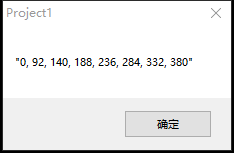 Project1
"0, 92, 140, 188, 236, 284, 332, 380"
确定